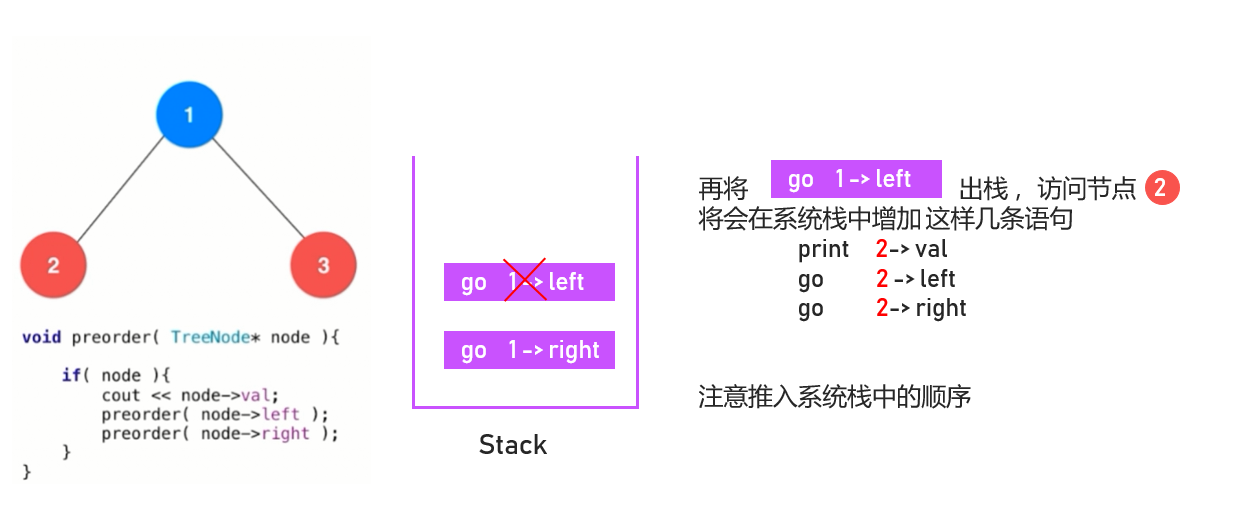 1
2
3
void preorder( TreeNode* node ){
if( node ){
cout << node->val;
preorder( node->left );
preorder( node->right );
}
}
go 1-> left
go 1-> right
Stack
再将 go 1-> left 出栈，访问节点 2
将会在系统栈中增加这样几条语句
print 2-> val
go 2-> left
go 2-> right
注意推入系统栈中的顺序